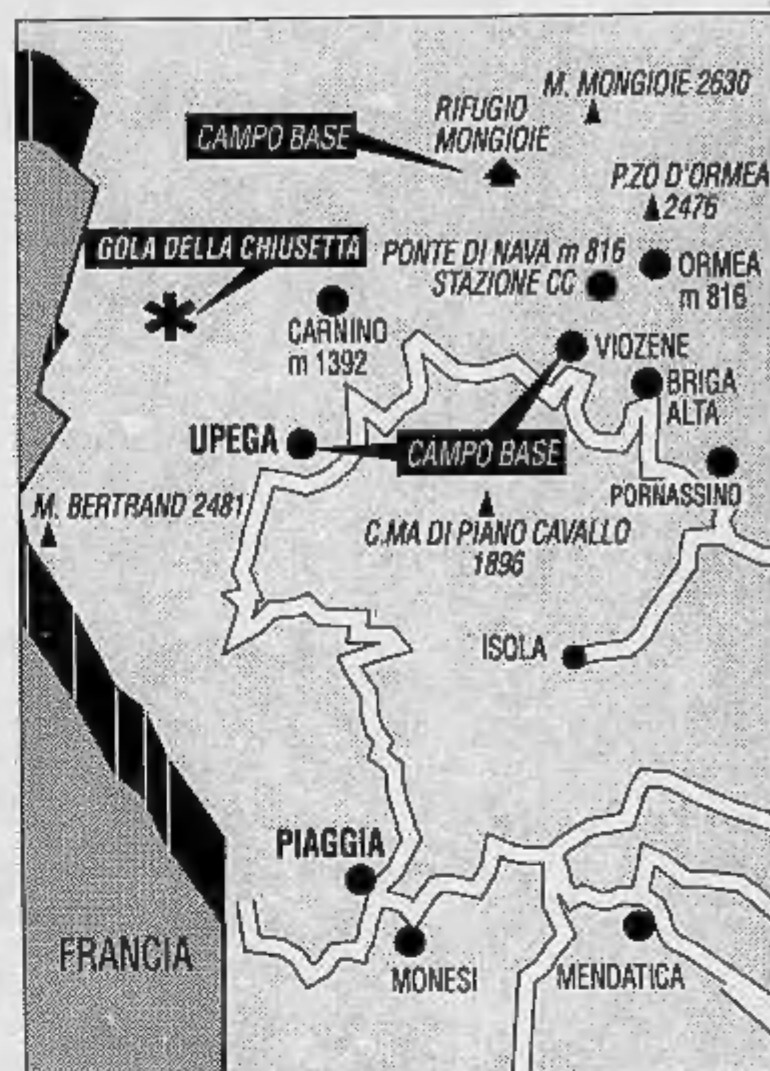 M. MONGIOIE 2630
RIFUGIO
MONGIOIE
CAMPO BASE
P.ZO D'ORMEA
2476
GOLA DELLA CHIUSETTA
PONTE DI NAVA m 816
STAZIONE CC
ORMEA
m 816
CARNINO
m 1392
VIOZENE
BRIGA
ALTA
UPEGA
CAMPO BASE
PORNASSINO
M. BERTRAND 2481
C.MA DI PIANO CAVALLO
1896
ISOLA
PIAGGIA
FRANCIA
MONESI
MENDATICA